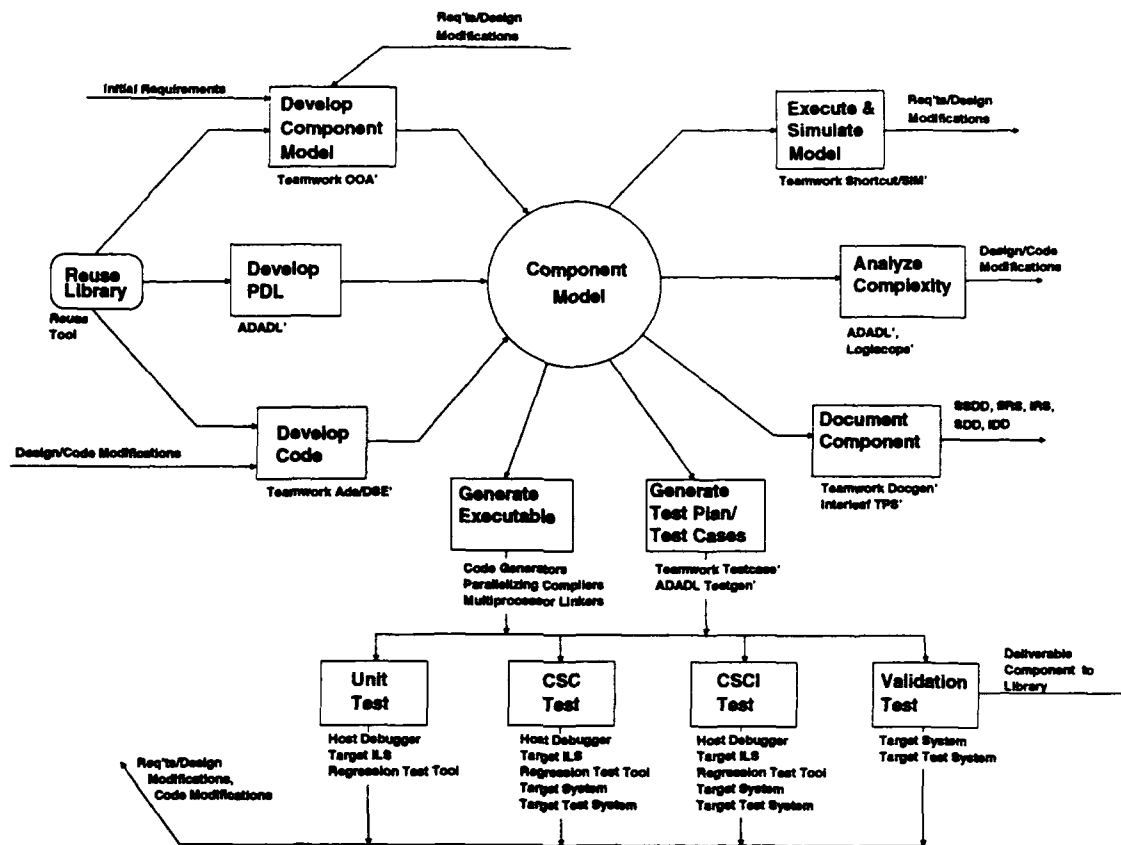 Req'ts/Design
Modifications
Initial Requirements
Develop
Component
Model
Teamwork OOA'
Execute &
Simulate
Model
Teamwork Shortcut/SIM'
Req'ts/Design
Modifications
Reuse
Library
Reuse
Tool
Develop
PDL
ADADL'
Component
Model
Analyze
Complexity
ADADL',
Logiscope'
Design/Code
Modifications
Design/Code Modifications
Develop
Code
Teamwork Ada/DSE'
Document
Component
Teamwork Docgen'
Interleaf TPS'
SSDD, SRS, IRS,
SDD, IDD
Generate
Executable
Code Generators
Parallelizing Compilers
Multiprocessor Linkers
Generate
Test Plan/
Test Cases
Teamwork Testcase'
ADADL Testgen'
Unit
Test
Host Debugger
Target ILS
Regression Test Tool
CSC
Test
Host Debugger
Target ILS
Regression Test Tool
Target System
Target Test System
CSCI
Test
Host Debugger
Target ILS
Regression Test Tool
Target System
Target Test System
Validation
Test
Target System
Target Test System
Deliverable
Component to
Library
Req'ts/Design
Modifications,
Code Modifications